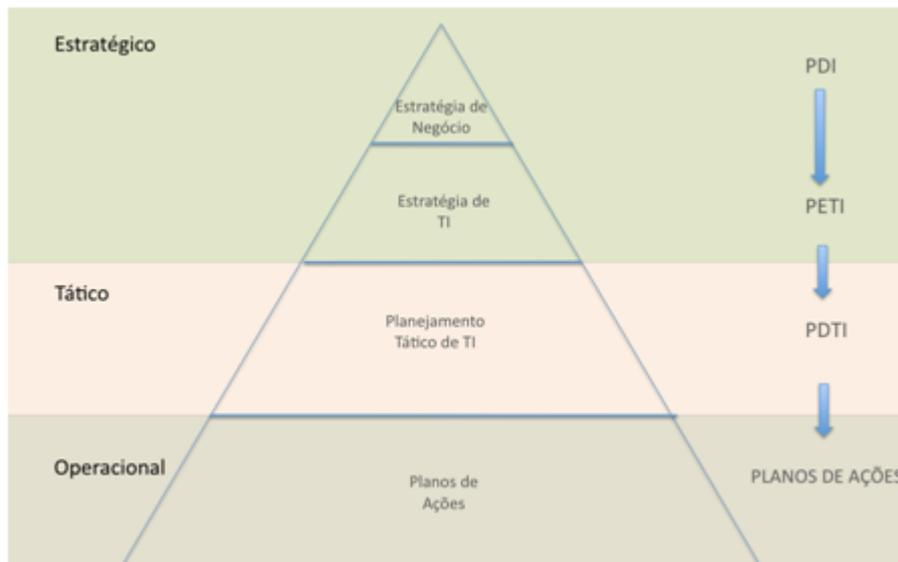 Estratégico
PDI
Estratégia de
Negócio
Estratégia de
TI
PETI
Tático
Planejamento
Tático de TI
PDTI
Operacional
Planos de
Ações
PLANOS DE AÇÕES